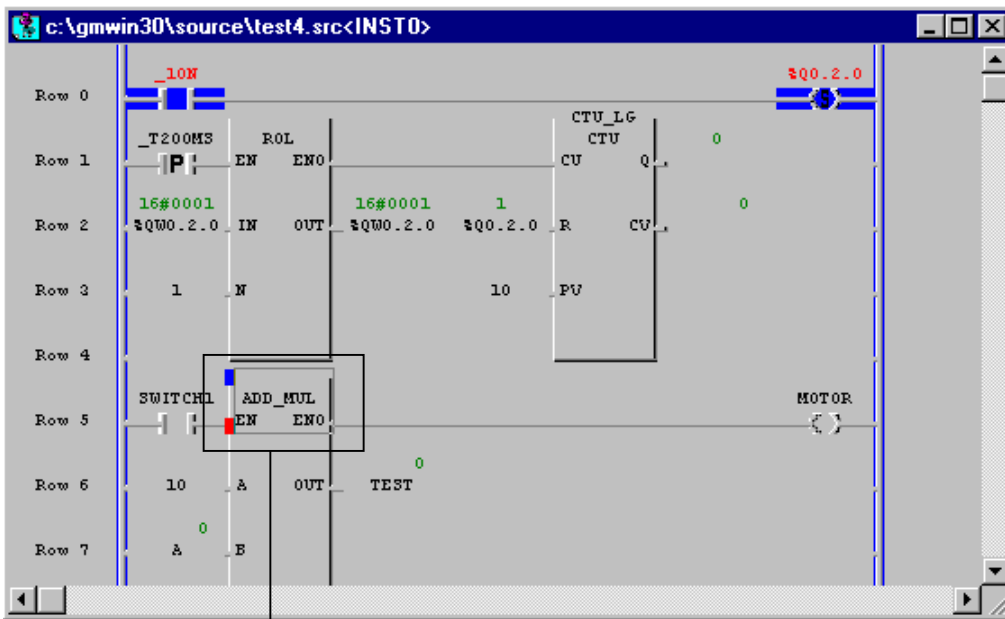 c:\gmwin30\source\test4.src<INST0>
_1ON %Q0.2.0
Row 0 S
CTU_LG
_T200MS ROL CTU 0
Row 1 P EN ENO CU Q
16#0001 16#0001 1 0
Row 2 %QW0.2.0 IN OUT %QW0.2.0 %Q0.2.0 R CV
Row 3 1 N 10 PV
Row 4
SWITCH1 ADD_MUL MOTOR
Row 5 EN ENO
0
Row 6 10 A OUT TEST
0
Row 7 A B